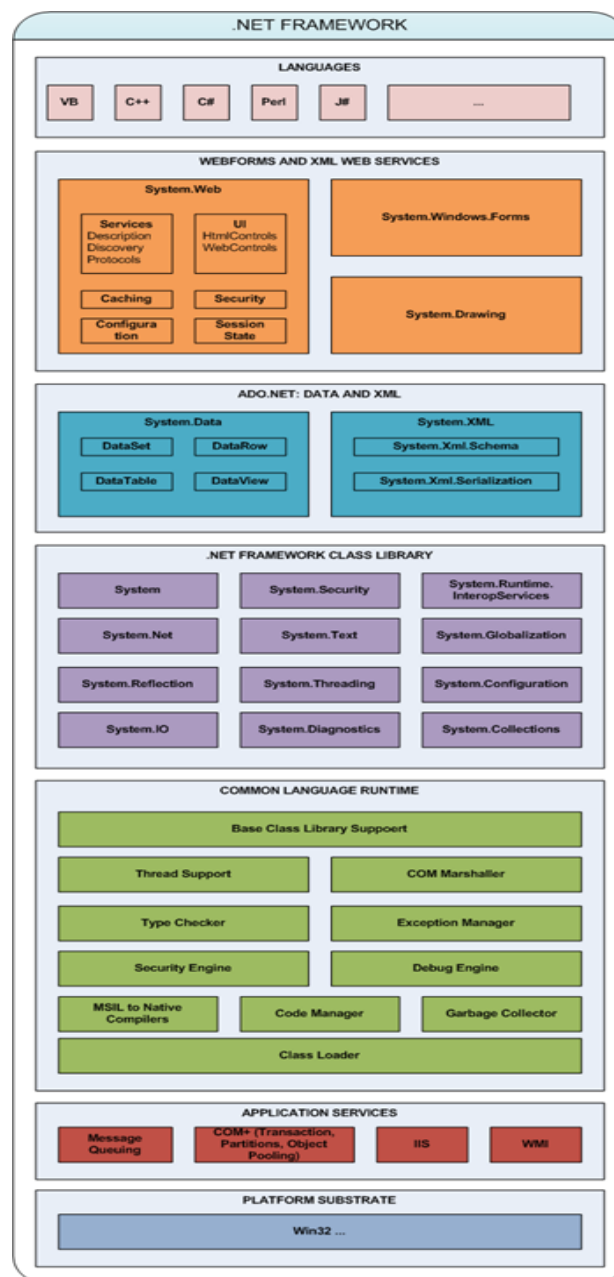 .NET FRAMEWORK
LANGUAGES
VB
C++
C#
Perl
J#
...
WEBFORMS AND XML WEB SERVICES
System.Web
Services
Description
Discovery
Protocols
UI
HtmlControls
WebControls
Caching
Security
Configura
tion
Session
State
System.Windows.Forms
System.Drawing
ADO.NET: DATA AND XML
System.Data
DataSet
DataRow
DataTable
DataView
System.XML
System.Xml.Schema
System.Xml.Serialization
.NET FRAMEWORK CLASS LIBRARY
System
System.Security
System.Runtime.
InteropServices
System.Net
System.Text
System.Globalization
System.Reflection
System.Threading
System.Configuration
System.IO
System.Diagnostics
System.Collections
COMMON LANGUAGE RUNTIME
Base Class Library Suppoert
Thread Support
COM Marshaller
Type Checker
Exception Manager
Security Engine
Debug Engine
MSIL to Native
Compilers
Code Manager
Garbage Collector
Class Loader
APPLICATION SERVICES
Message
Queuing
COM+ (Transaction,
Partitions, Object
Pooling)
IIS
WMI
PLATFORM SUBSTRATE
Win32 ...